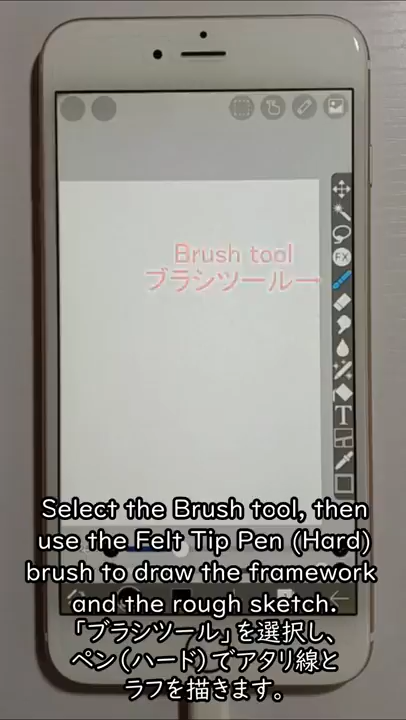 Brush tool
ブラシツール→
FX
T
Select the Brush tool, then
use the Felt Tip Pen (Hard)
brush to draw the framework
and the rough sketch.
「ブラシツール」を選択し、
ペン(ハード)でアタリ線と
ラフを描きます。